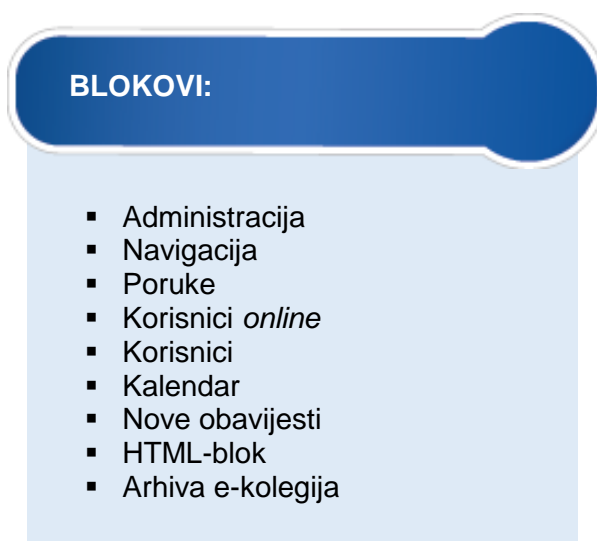 BLOKOVI:
▪ Administracija
▪ Navigacija
▪ Poruke
▪ Korisnici online
▪ Korisnici
▪ Kalendar
▪ Nove obavijesti
▪ HTML-blok
▪ Arhiva e-kolegija